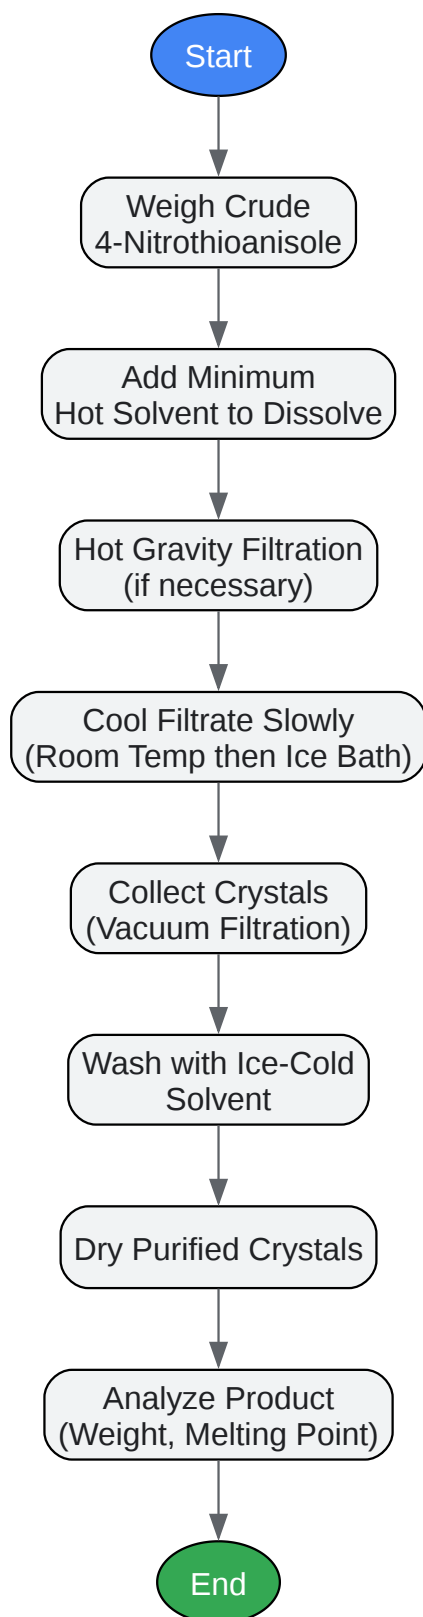 Start
Weigh Crude
4-Nitrothioanisole
Add Minimum
Hot Solvent to Dissolve
Hot Gravity Filtration
(if necessary)
Cool Filtrate Slowly
(Room Temp then Ice Bath)
Collect Crystals
(Vacuum Filtration)
Wash with Ice-Cold
Solvent
Dry Purified Crystals
Analyze Product
(Weight, Melting Point)
End